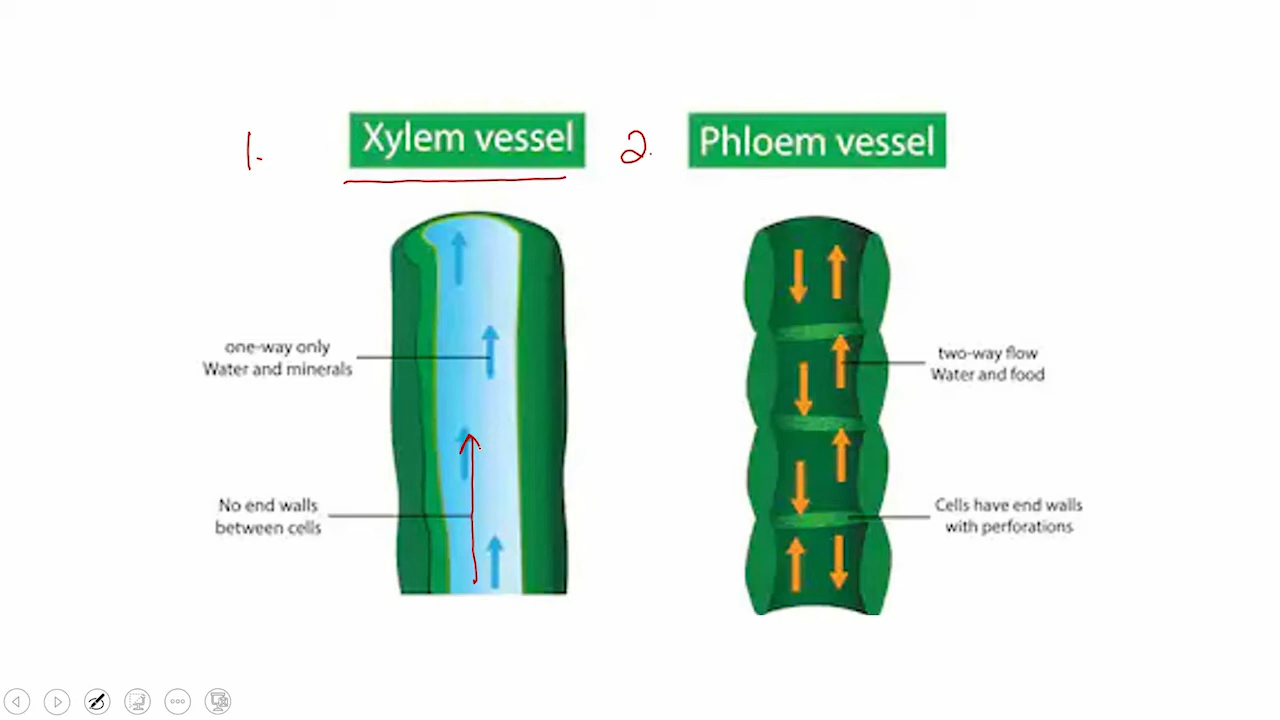 1.
Xylem vessel
2.
Phloem vessel
one-way only
Water and minerals
two-way flow
Water and food
No end walls
between cells
Cells have end walls
with perforations